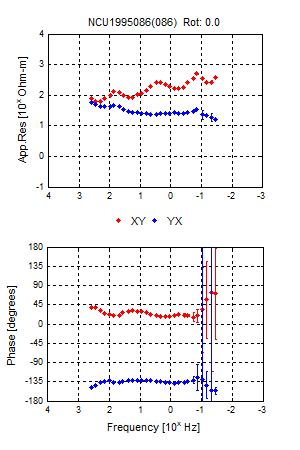 NCU1995086(086) Rot: 0.0
App.Res [10^x Ohm-m]
4
3
2
1
0
-1
4 3 2 1 0 -1 -2 -3
XY YX
Phase [degrees]
180
135
90
45
0
-45
-90
-135
-180
4 3 2 1 0 -1 -2 -3
Frequency [10^x Hz]